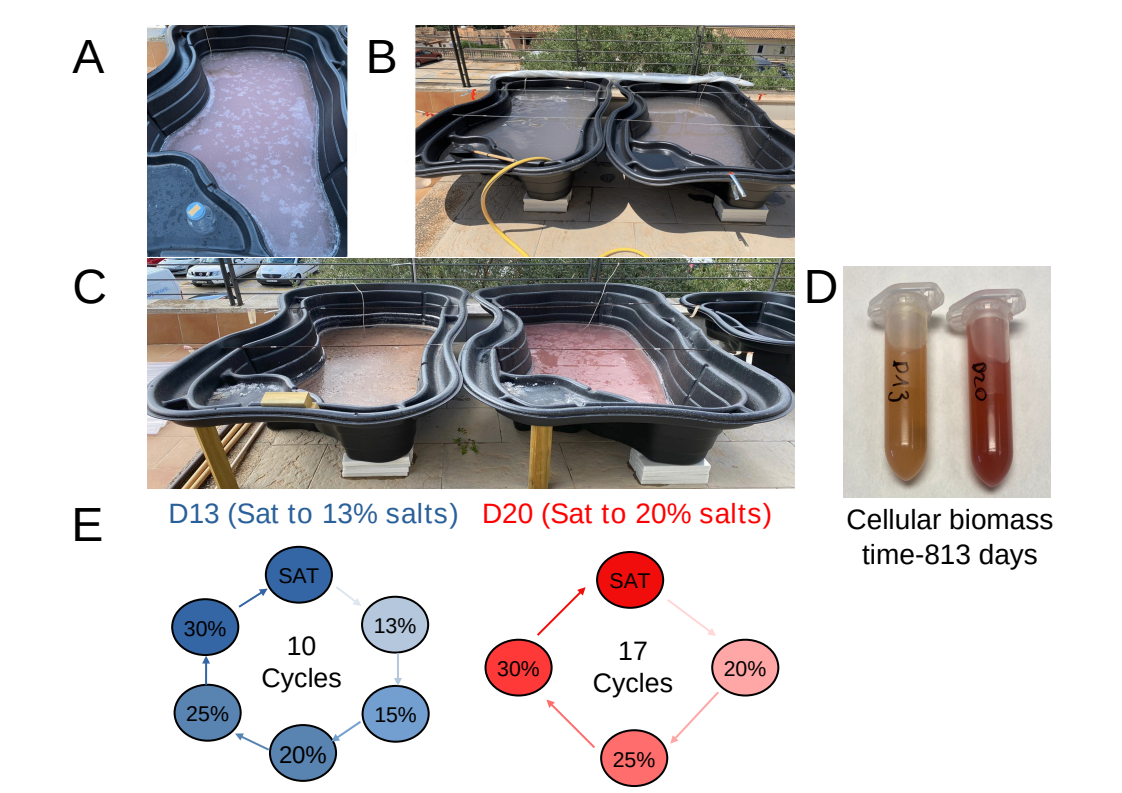 A
B
C
D
D13
D20
Cellular biomass
time-813 days
E
D13 (Sat to 13% salts)
D20 (Sat to 20% salts)
SAT
13%
15%
20%
25%
30%
10
Cycles
SAT
20%
25%
30%
17
Cycles